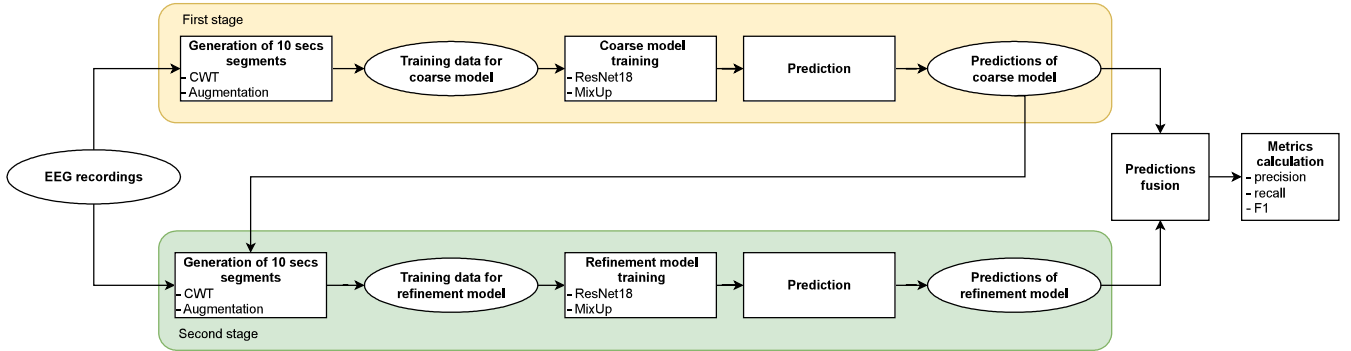 First stage
Generation of 10 secs
segments
- CWT
- Augmentation
Training data for
coarse model
Coarse model
training
- ResNet18
- MixUp
Prediction
Predictions of
coarse model
EEG recordings
Predictions
fusion
Metrics
calculation
- precision
- recall
- F1
Generation of 10 secs
segments
- CWT
- Augmentation
Training data for
refinement model
Refinement model
training
- ResNet18
- MixUp
Prediction
Predictions of
refinement model
Second stage